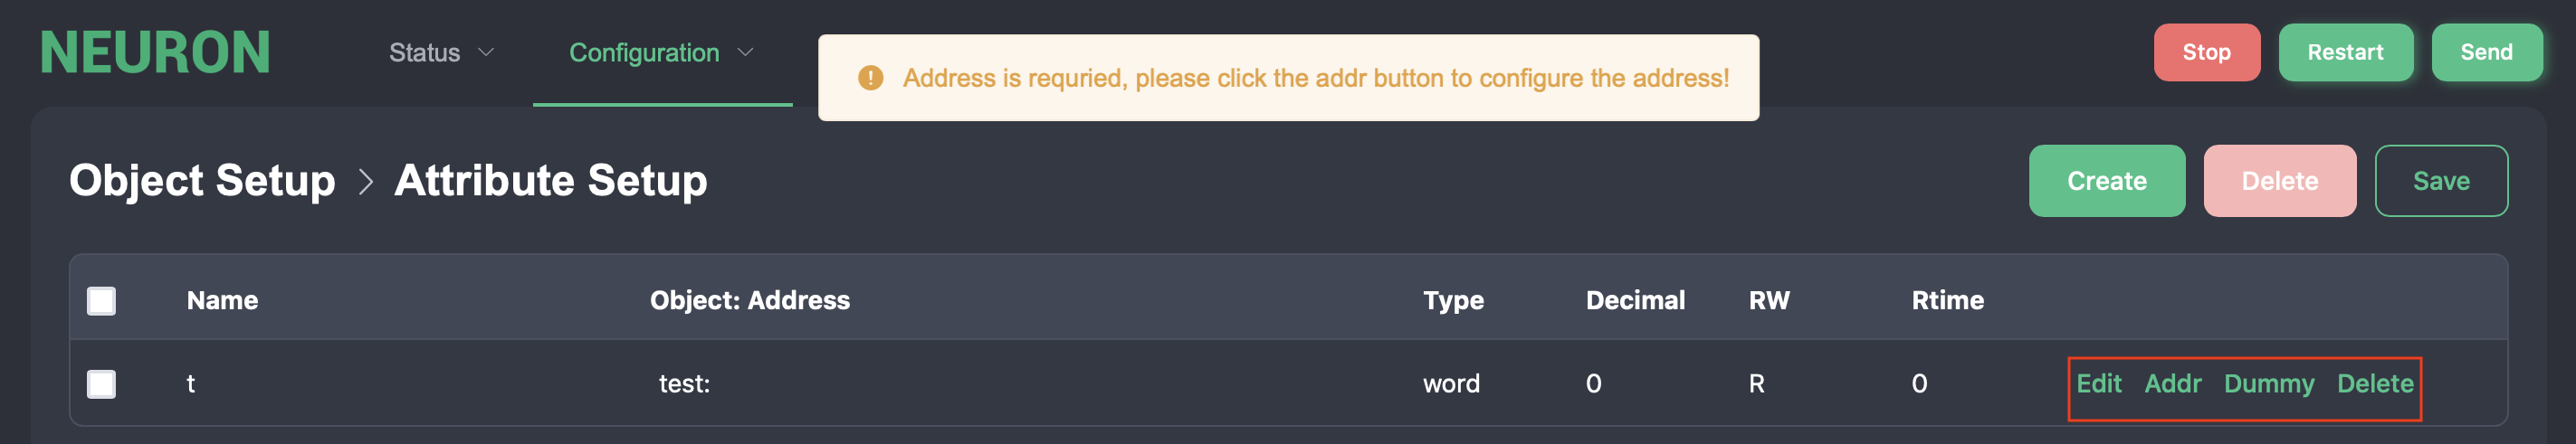 NEURON
Status
Configuration
Address is requried, please click the addr button to configure the address!
Stop
Restart
Send
Object Setup > Attribute Setup
Create
Delete
Save
Name Object: Address Type Decimal RW Rtime
t test: word 0 R 0 Edit Addr Dummy Delete